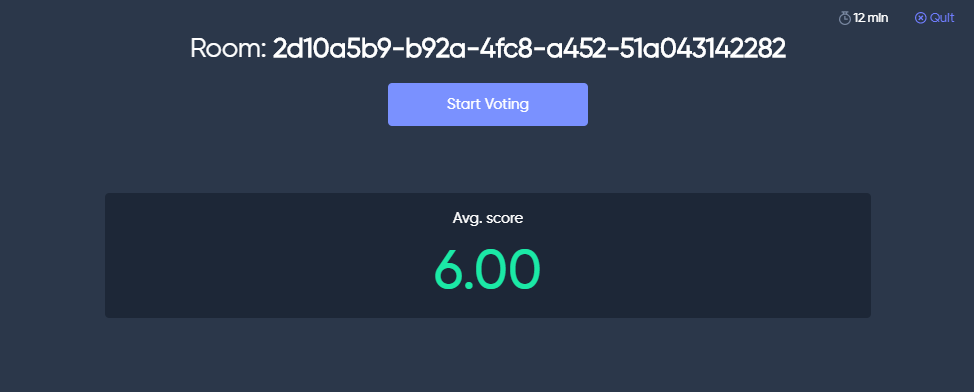 12 min
Quit
Room: 2d10a5b9-b92a-4fc8-a452-51a043142282
Start Voting
Avg. score
6.00